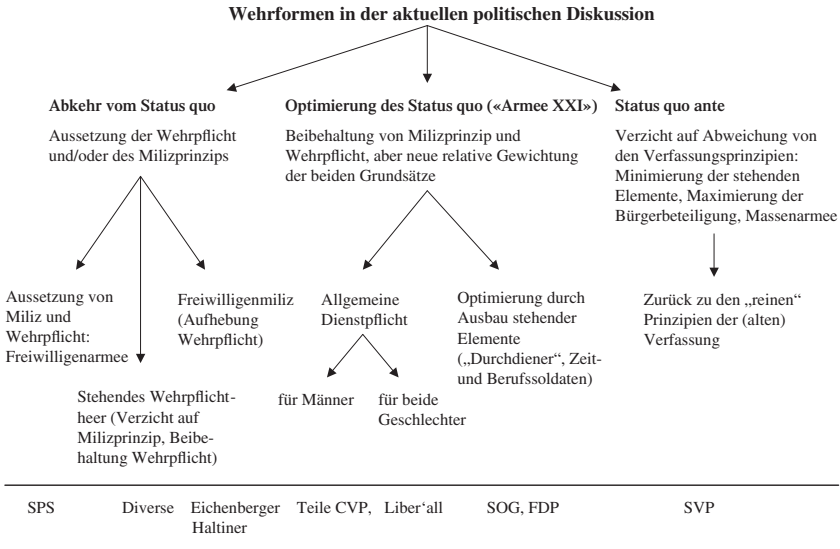 Wehrformen in der aktuellen politischen Diskussion
Abkehr vom Status quo
Aussetzung der Wehrpflicht
und/oder des Milizprinzips
Optimierung des Status quo («Armee XXI»)
Beibehaltung von Milizprinzip und
Wehrpflicht, aber neue relative Gewichtung
der beiden Grundsätze
Status quo ante
Verzicht auf Abweichung von
den Verfassungsprinzipien:
Minimierung der stehenden
Elemente, Maximierung der
Bürgerbeteiligung, Massenarmee
Aussetzung von
Miliz und
Wehrpflicht:
Freiwilligenarmee
Stehendes Wehrpflicht-
heer (Verzicht auf
Milizprinzip, Beibe-
haltung Wehrpflicht)
Freiwilligenmiliz
(Aufhebung
Wehrpflicht)
Allgemeine
Dienstpflicht
für Männer
für beide
Geschlechter
Optimierung durch
Ausbau stehender
Elemente
(„Durchdiener“, Zeit-
und Berufssoldaten)
Zurück zu den „reinen“
Prinzipien der (alten)
Verfassung
SPS
Diverse
Eichenberger
Haltiner
Teile CVP,
Liber‘all
SOG, FDP
SVP